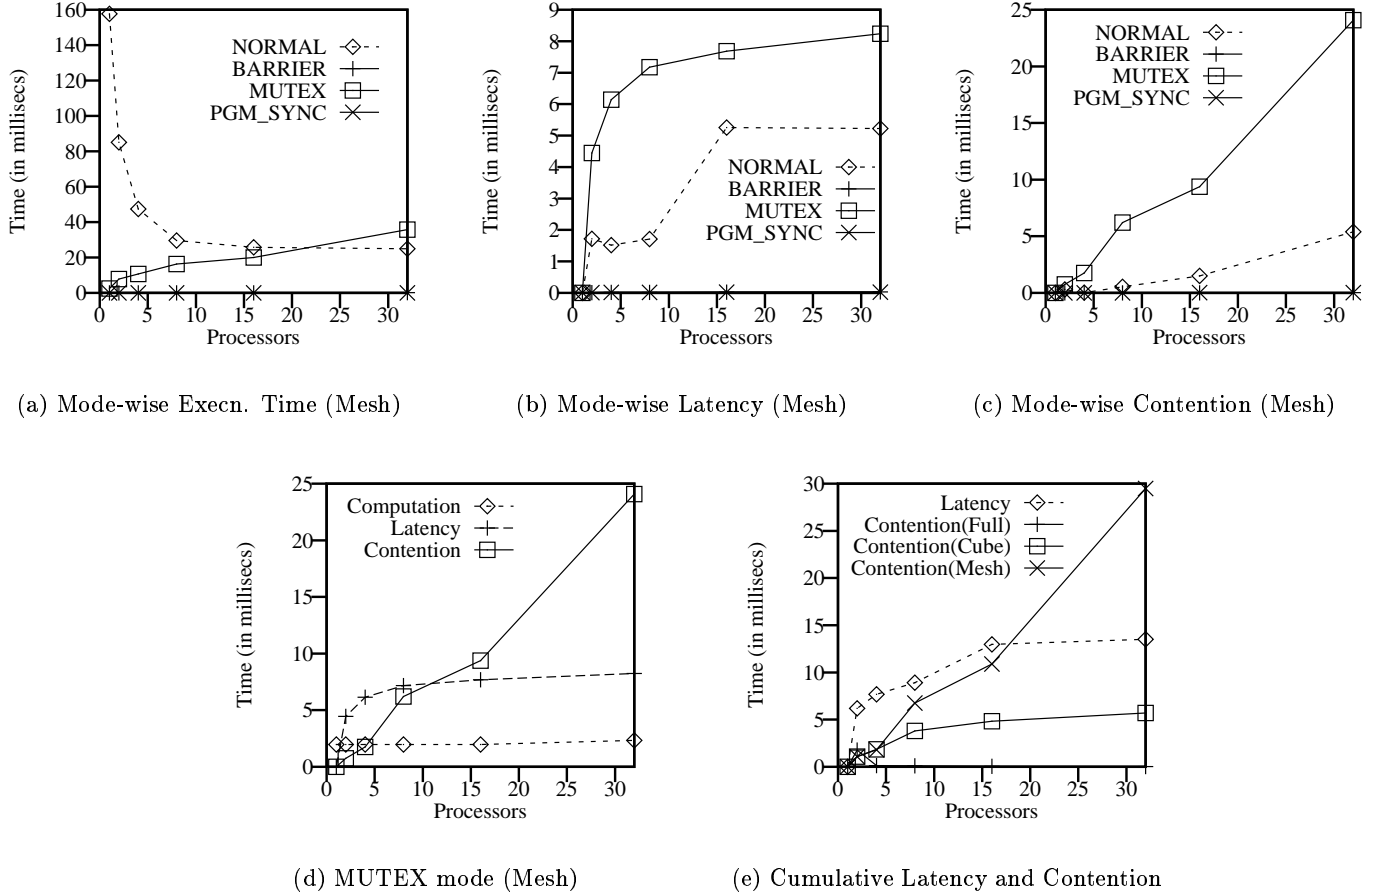 160
140
120
100
80
60
40
20
0
0 5 10 15 20 25 30
Time (in millisecs)
Processors
NORMAL
BARRIER
MUTEX
PGM_SYNC
(a) Mode-wise Execn. Time (Mesh)
9
8
7
6
5
4
3
2
1
0
0 5 10 15 20 25 30
Time (in millisecs)
Processors
NORMAL
BARRIER
MUTEX
PGM_SYNC
(b) Mode-wise Latency (Mesh)
25
20
15
10
5
0
0 5 10 15 20 25 30
Time (in millisecs)
Processors
NORMAL
BARRIER
MUTEX
PGM_SYNC
(c) Mode-wise Contention (Mesh)
25
20
15
10
5
0
0 5 10 15 20 25 30
Time (in millisecs)
Processors
Computation
Latency
Contention
(d) MUTEX mode (Mesh)
30
25
20
15
10
5
0
0 5 10 15 20 25 30
Time (in millisecs)
Processors
Latency
Contention(Full)
Contention(Cube)
Contention(Mesh)
(e) Cumulative Latency and Contention